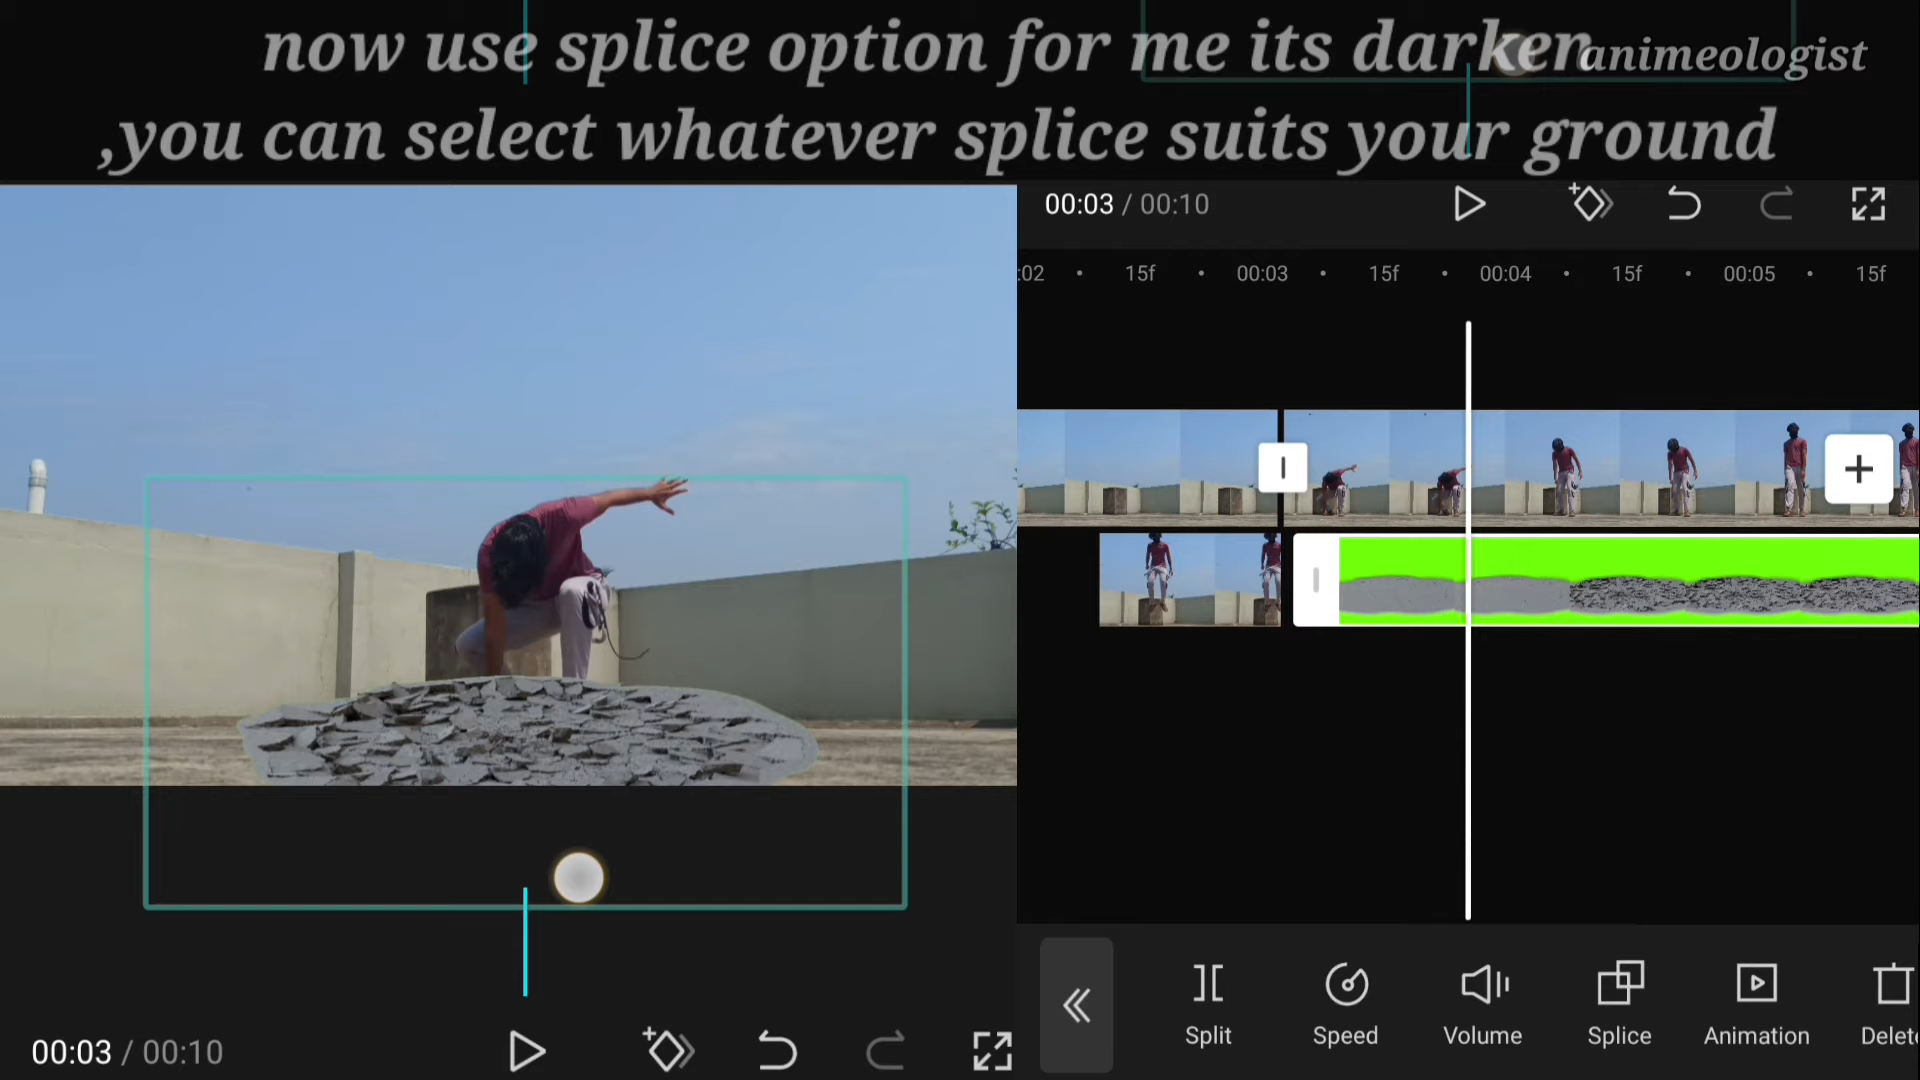 now use splice option for me its darken
animeologist
,you can select whatever splice suits your ground
00:03 / 00:10
:02 15f 00:03 15f 00:04 15f 00:05 15f
Split Speed Volume Splice Animation Delete
00:03 / 00:10